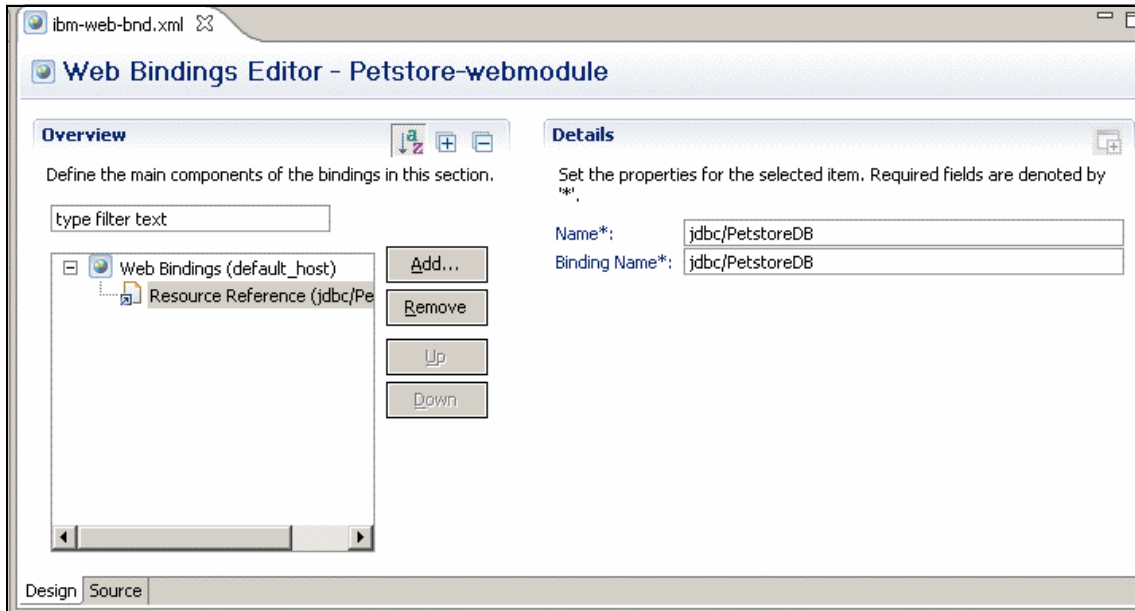 ibm-web-bnd.xml
Web Bindings Editor - Petstore-webmodule
Overview
Define the main components of the bindings in this section.
type filter text
Web Bindings (default_host)
Resource Reference (jdbc/Pe
Add...
Remove
Up
Down
Details
Set the properties for the selected item. Required fields are denoted by
'*'.
Name*: jdbc/PetstoreDB
Binding Name*: jdbc/PetstoreDB
Design Source